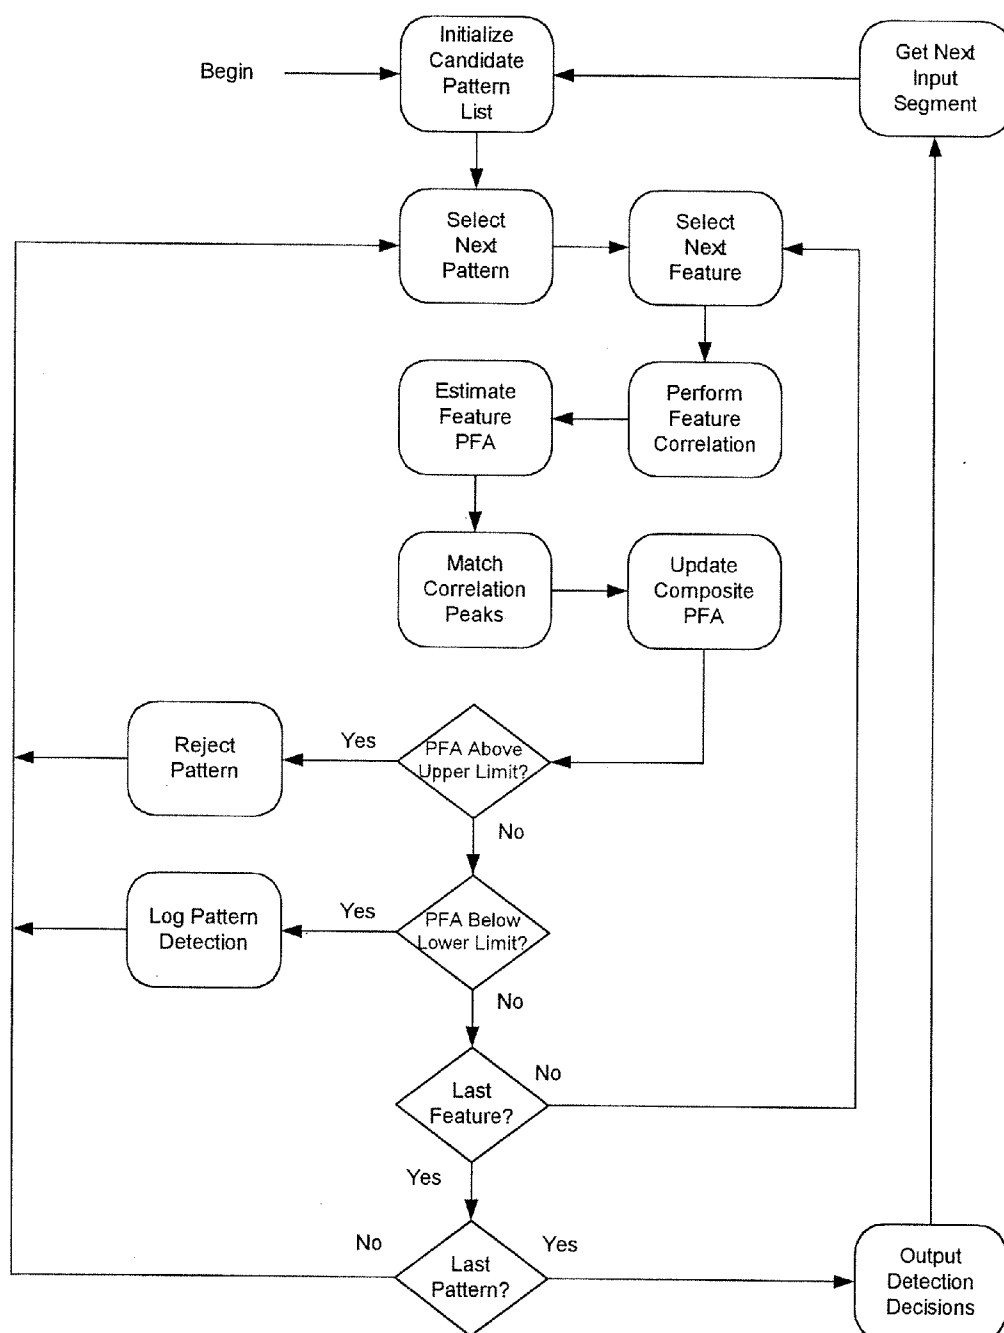 Begin
Initialize
Candidate
Pattern
List
Get Next
Input
Segment
Select
Next
Pattern
Select
Next
Feature
Estimate
Feature
PFA
Perform
Feature
Correlation
Match
Correlation
Peaks
Update
Composite
PFA
Reject
Pattern
Yes
PFA Above
Upper Limit?
No
Log Pattern
Detection
Yes
PFA Below
Lower Limit?
No
Last
Feature?
No
Yes
No
Last
Pattern?
Yes
Output
Detection
Decisions